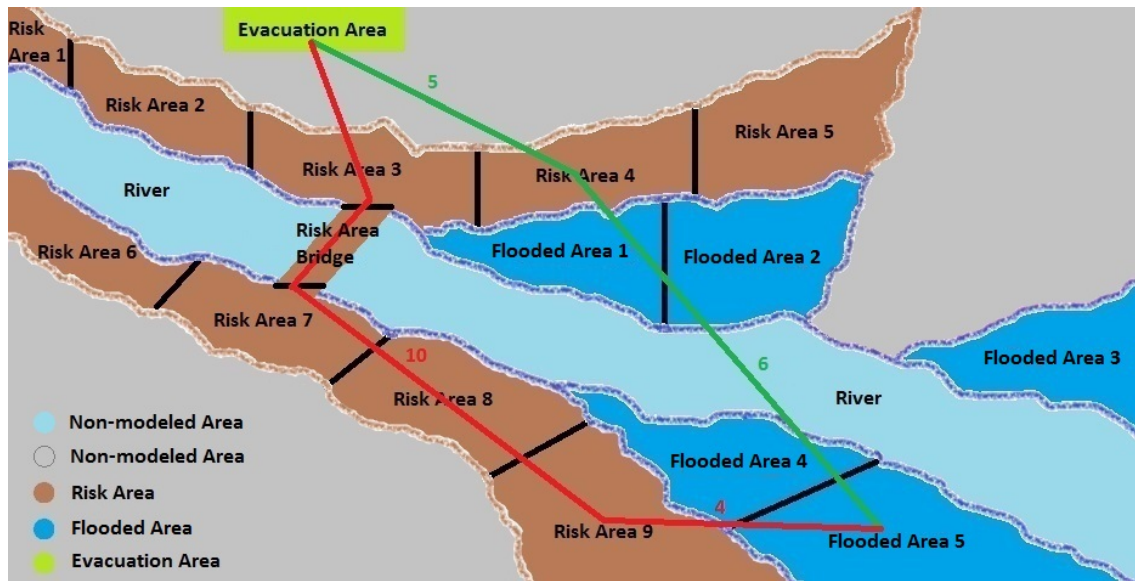 Risk
Area 1
Evacuation Area
5
Risk Area 2
Risk Area 5
Risk Area 3
Risk Area 4
River
Risk Area
Bridge
Flooded Area 1
Flooded Area 2
Risk Area 6
Risk Area 7
10
6
Flooded Area 3
Risk Area 8
River
Non-modeled Area
Non-modeled Area
Risk Area
Flooded Area
Evacuation Area
Flooded Area 4
4
Risk Area 9
Flooded Area 5